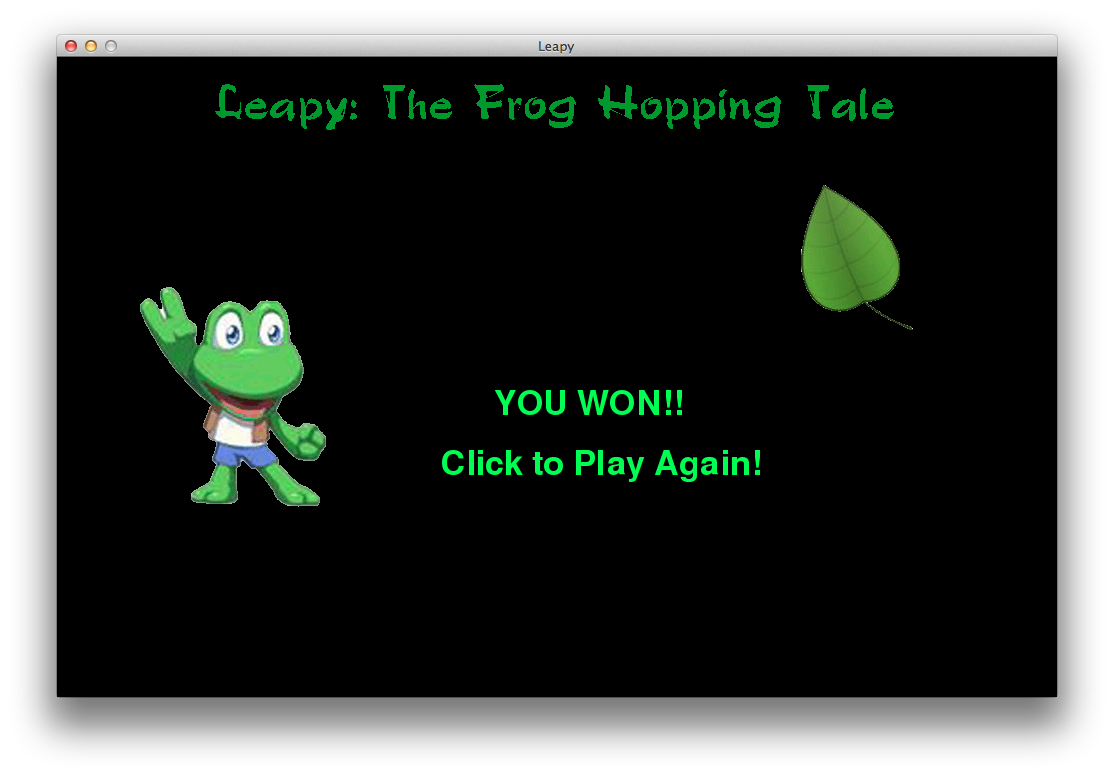 Leapy
Leapy: The Frog Hopping Tale
YOU WON!!
Click to Play Again!